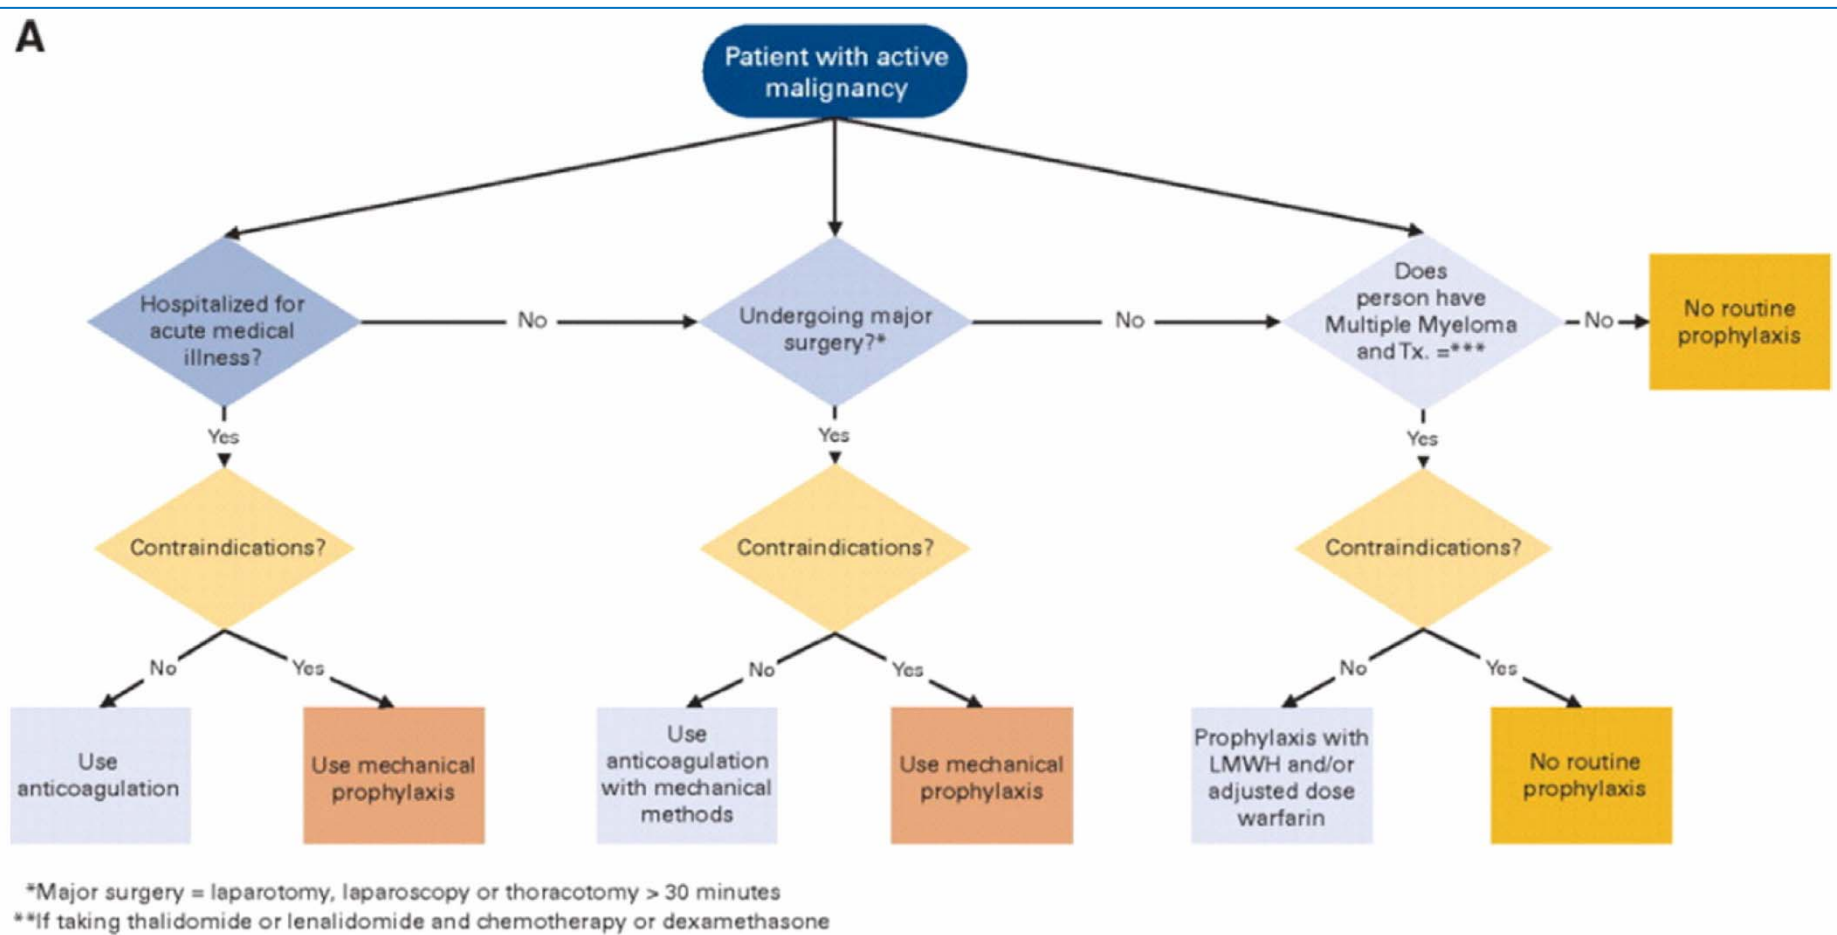 A
Patient with active
malignancy
Hospitalized for
acute medical
illness?
No
Undergoing major
surgery?*
No
Does
person have
Multiple Myeloma
and Tx. =***
No
No routine
prophylaxis
Yes
Yes
Yes
Contraindications?
Contraindications?
Contraindications?
No
Yes
No
Yes
No
Yes
Use
anticoagulation
Use mechanical
prophylaxis
Use
anticoagulation
with mechanical
methods
Use mechanical
prophylaxis
Prophylaxis with
LMWH and/or
adjusted dose
warfarin
No routine
prophylaxis
*Major surgery = laparotomy, laparoscopy or thoracotomy > 30 minutes
**If taking thalidomide or lenalidomide and chemotherapy or dexamethasone